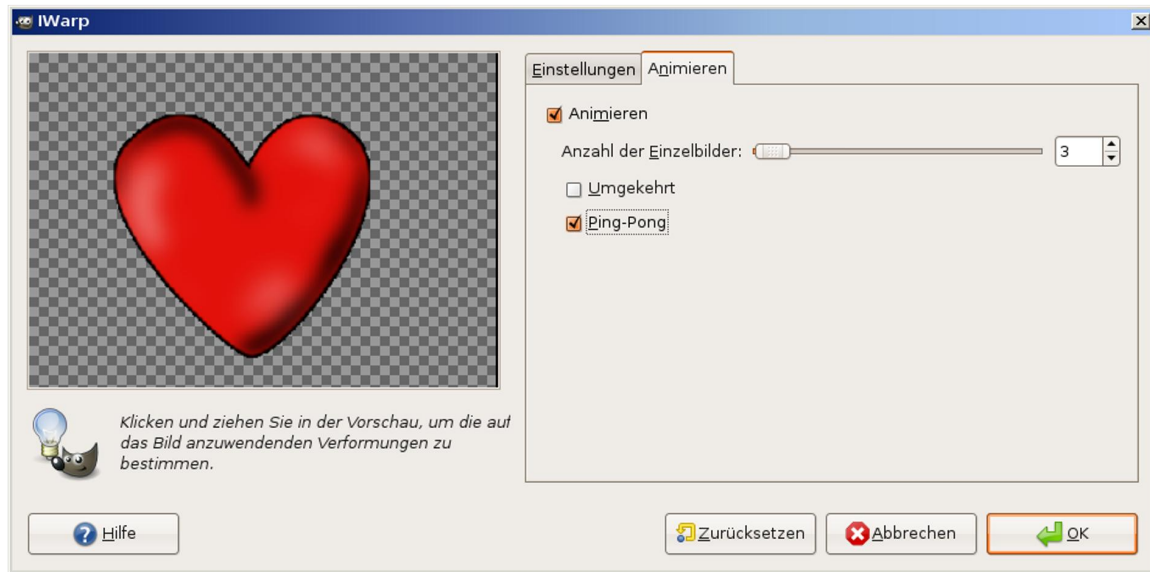 IWarp
Einstellungen Animieren
Animieren
Anzahl der Einzelbilder: 3
Umgekehrt
Ping-Pong
Klicken und ziehen Sie in der Vorschau, um die auf
das Bild anzuwendenden Verformungen zu
bestimmen.
Hilfe Zurücksetzen Abbrechen OK